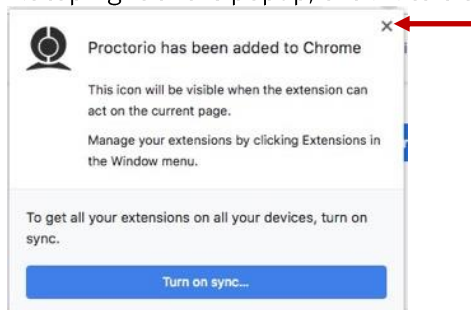 Proctorio has been added to Chrome
This icon will be visible when the extension can
act on the current page.
Manage your extensions by clicking Extensions in
the Window menu.
To get all your extensions on all your devices, turn on
sync.
Turn on sync...